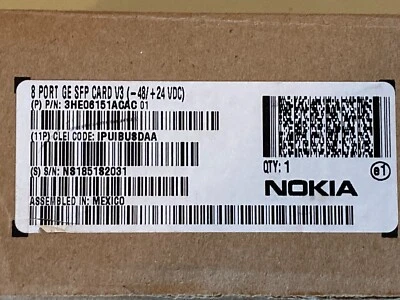 8 PORT GE SFP CARD V3 (-48/+24 VDC)
(P) P/N: 3HE06151ACAC 01
(11P) CLEI CODE: IPUIBU8DAA
(S) S/N: NS185182031
ASSEMBLED IN: MEXICO
QTY: 1
e1
NOKIA